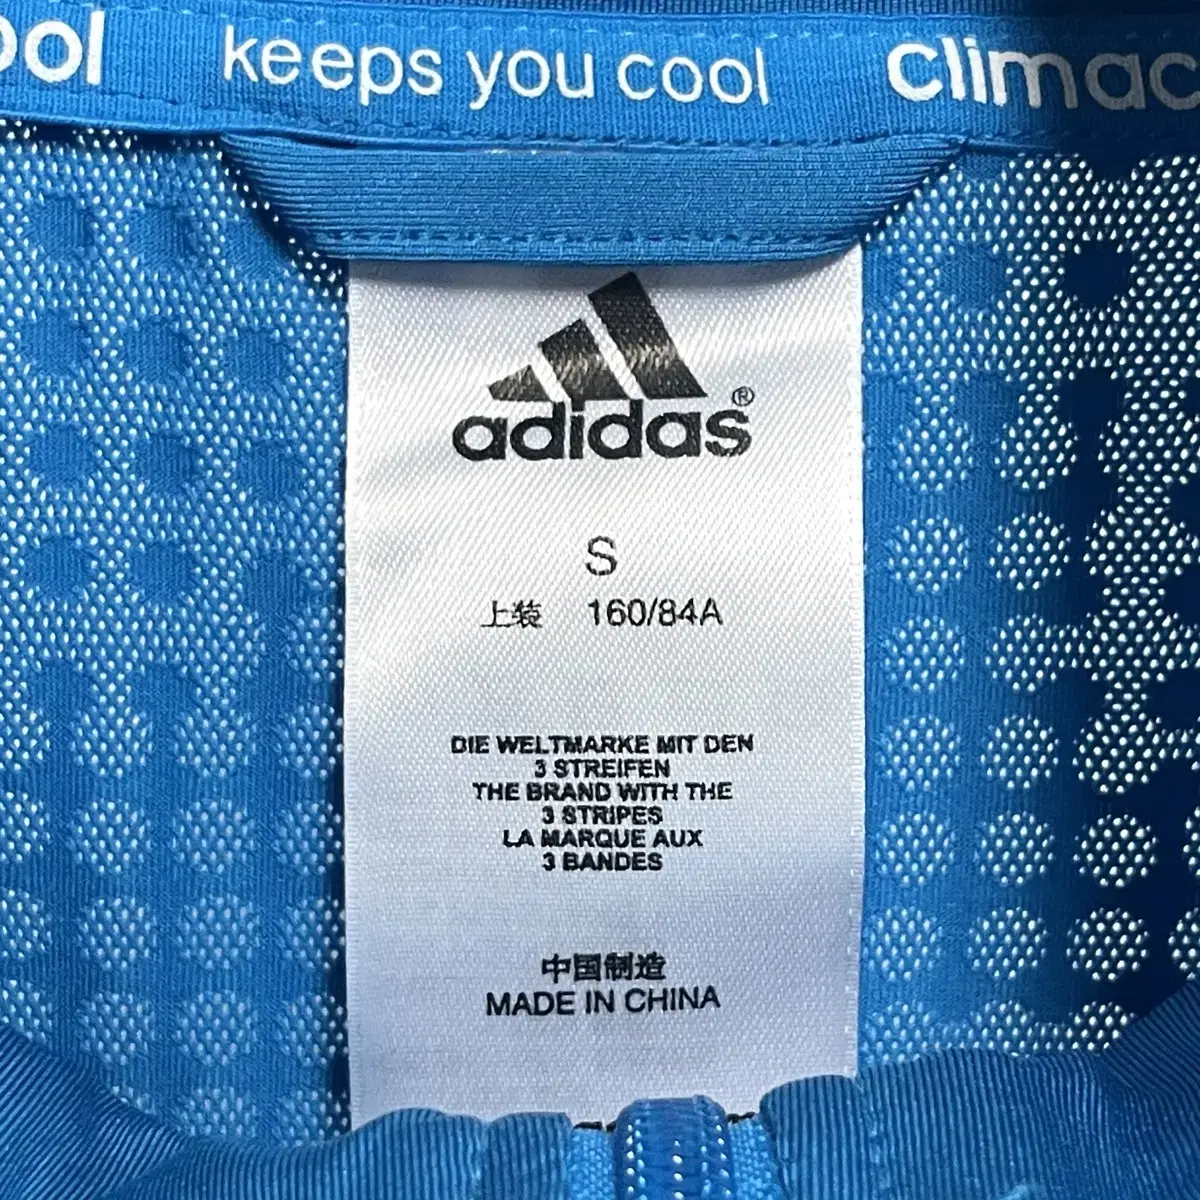 ool keeps you cool climac
adidas®
S
上装 160/84A
DIE WELTMARKE MIT DEN
3 STREIFEN
THE BRAND WITH THE
3 STRIPES
LA MARQUE AUX
3 BANDES
中国制造
MADE IN CHINA